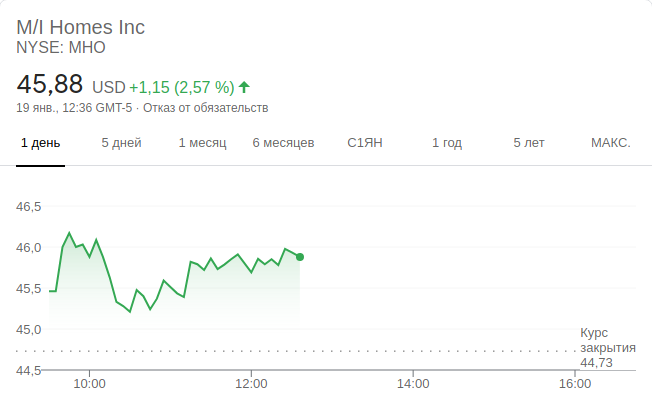 M/I Homes Inc
NYSE: MHO
45,88 USD +1,15 (2,57 %)
19 янв., 12:36 GMT-5 · Отказ от обязательств
1 день 5 дней 1 месяц 6 месяцев С1ЯН 1 год 5 лет МАКС.
46,5
46,0
45,5
45,0
Курс
закрытия
44,73
44,5
10:00 12:00 14:00 16:00